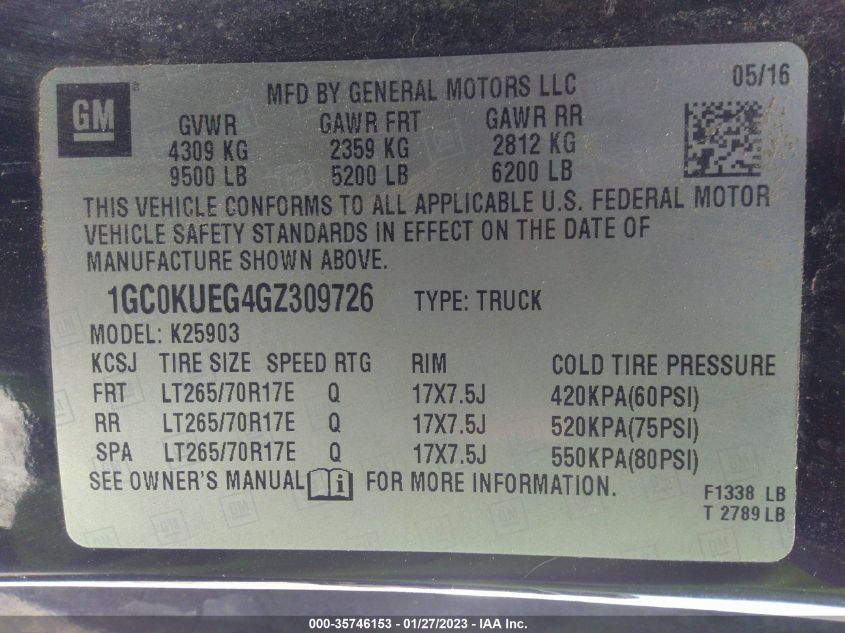 GM
®
MFD BY GENERAL MOTORS LLC 05/16
GVWR GAWR FRT GAWR RR
4309 KG 2359 KG 2812 KG
9500 LB 5200 LB 6200 LB
THIS VEHICLE CONFORMS TO ALL APPLICABLE U.S. FEDERAL MOTOR
VEHICLE SAFETY STANDARDS IN EFFECT ON THE DATE OF
MANUFACTURE SHOWN ABOVE.
1GC0KUEG4GZ309726 TYPE: TRUCK
MODEL: K25903
KCSJ TIRE SIZE SPEED RTG RIM COLD TIRE PRESSURE
FRT LT265/70R17E Q 17X7.5J 420KPA(60PSI)
RR LT265/70R17E Q 17X7.5J 520KPA(75PSI)
SPA LT265/70R17E Q 17X7.5J 550KPA(80PSI)
SEE OWNER'S MANUAL i FOR MORE INFORMATION.
F1338 LB
T 2789 LB
000-35746153 — 01/27/2023 — © IAA Inc.